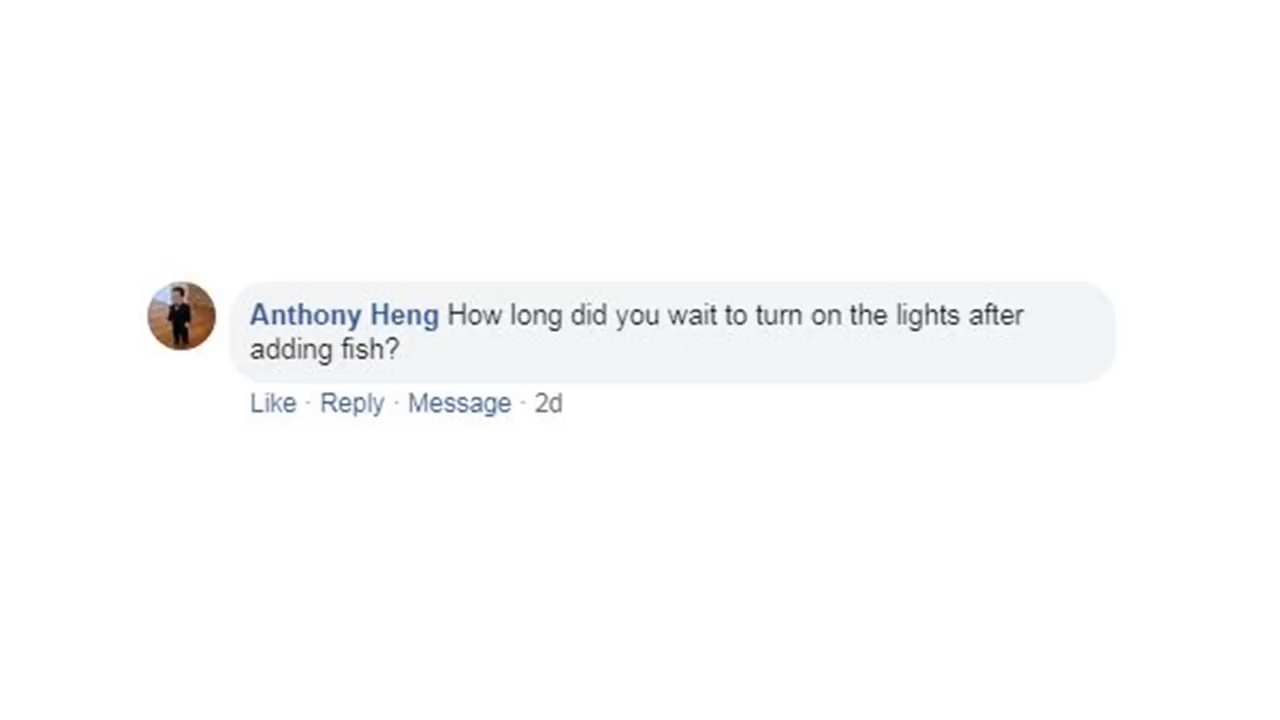 Anthony Heng How long did you wait to turn on the lights after
adding fish?
Like · Reply · Message · 2d